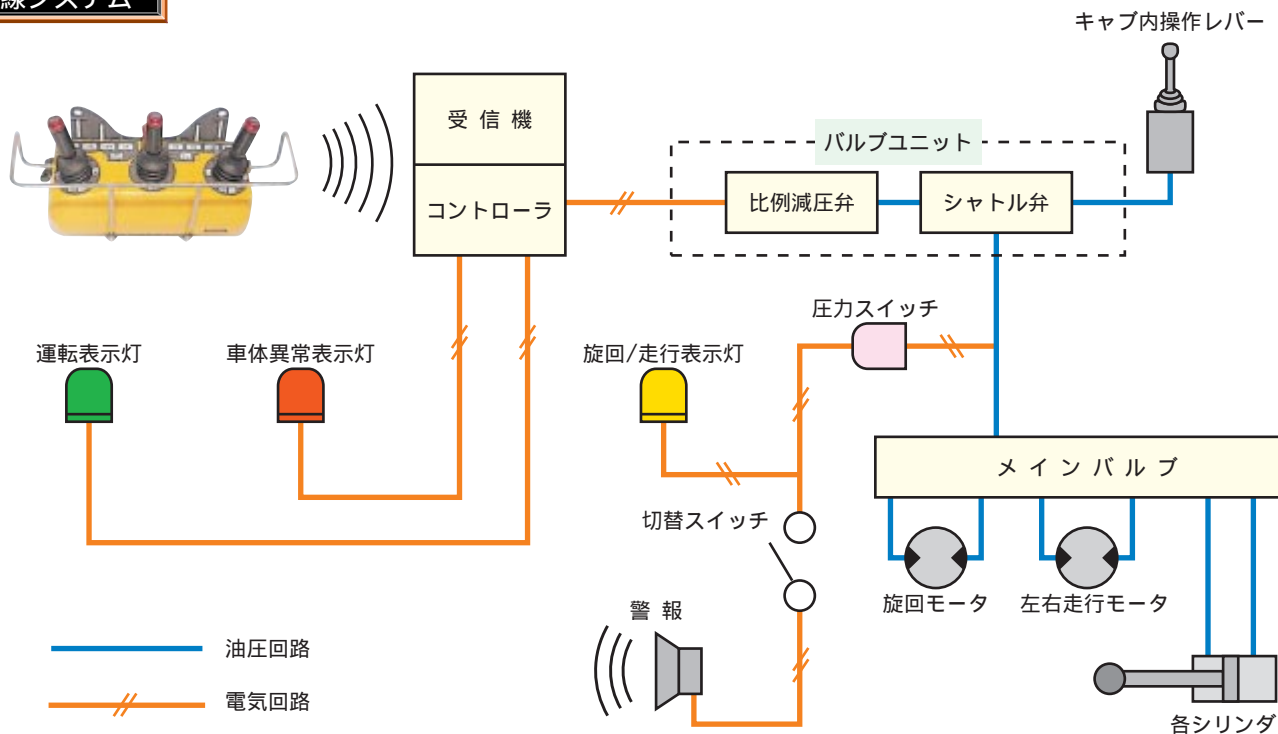 線システム
キャブ内操作レバー
受信機
バルブユニット
コントローラ
比例減圧弁
シャトル弁
圧力スイッチ
運転表示灯
車体異常表示灯
旋回/走行表示灯
メインバルブ
切替スイッチ
旋回モータ
左右走行モータ
警報
油圧回路
電気回路
各シリンダ